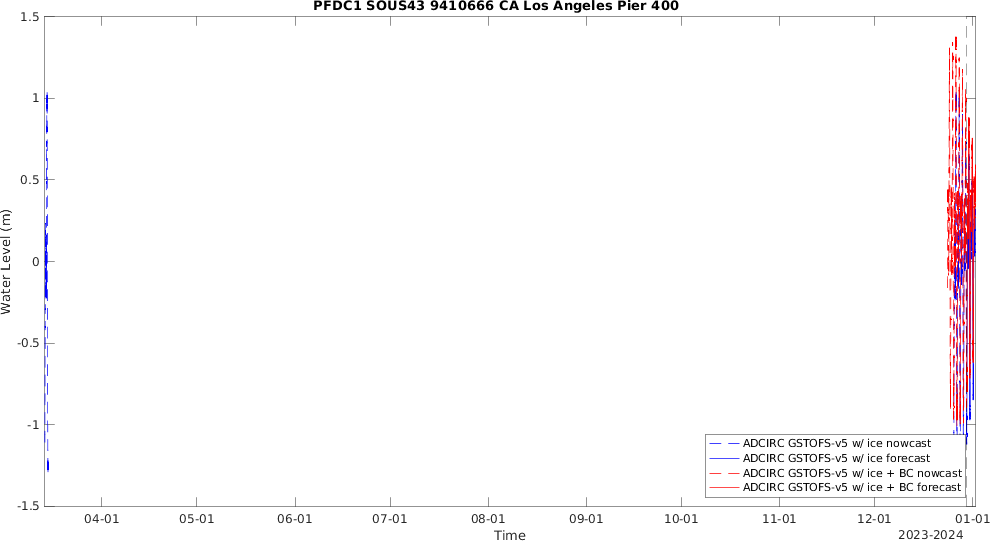 PFDC1 SOUS43 9410666 CA Los Angeles Pier 400
1.5
1
0.5
0
-0.5
-1
-1.5
Water Level (m)
ADCIRC GSTOFS-v5 w/ ice nowcast
ADCIRC GSTOFS-v5 w/ ice forecast
ADCIRC GSTOFS-v5 w/ ice + BC nowcast
ADCIRC GSTOFS-v5 w/ ice + BC forecast
04-01 05-01 06-01 07-01 08-01 09-01 10-01 11-01 12-01 01-01
Time
2023-2024